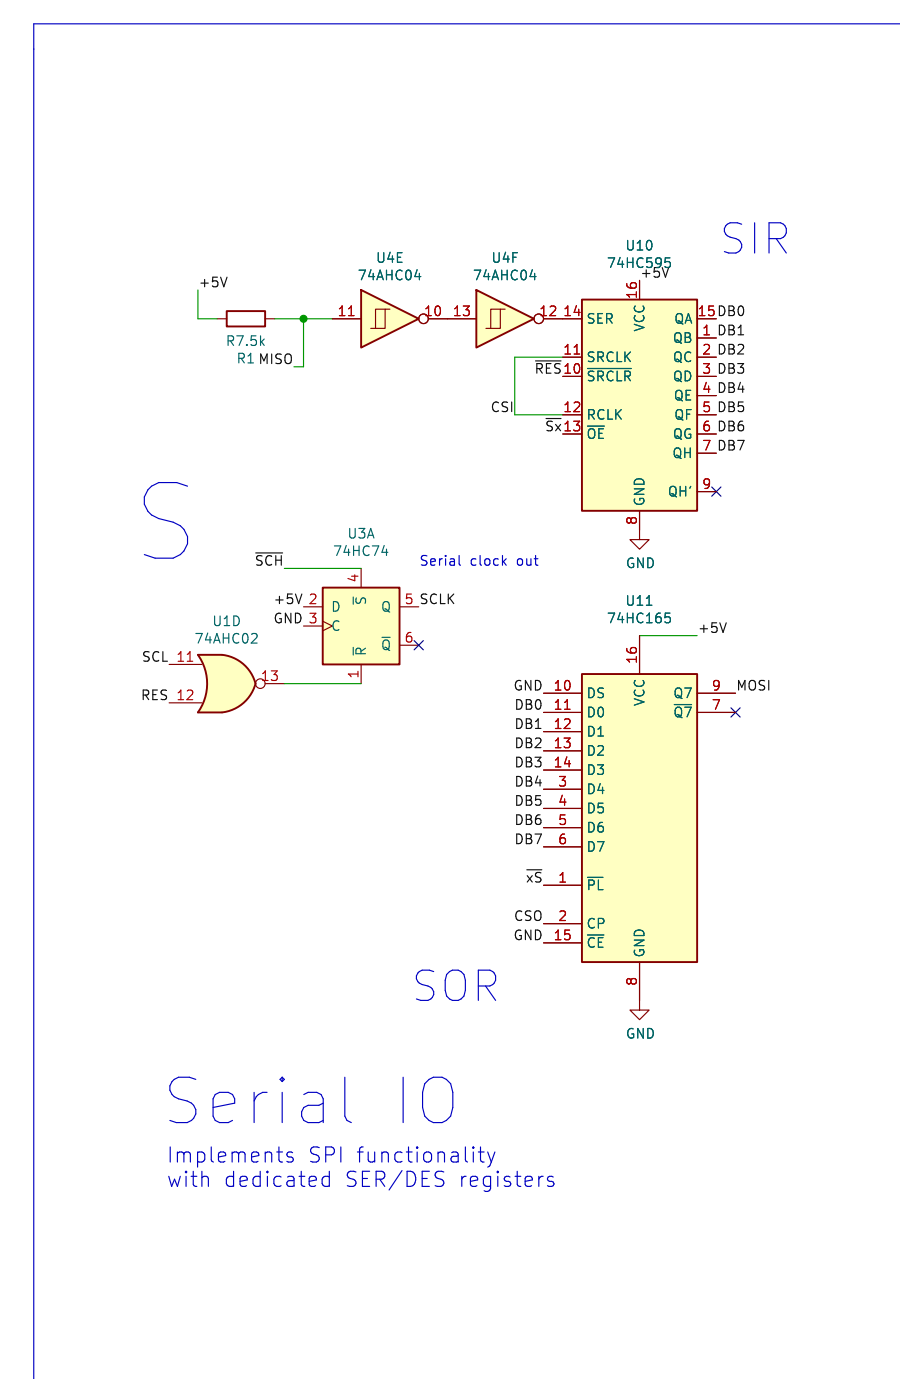 SIR
U10
74HC595
+5V
16
VCC
U4E
74AHC04
U4F
74AHC04
+5V
11
10
13
12
14
SER
QA
15
DB0
QB
1
DB1
R7.5k
R1
MISO
11
SRCLK
QC
2
DB2
RES
10
SRCLR
QD
3
DB3
QE
4
DB4
CSI
12
RCLK
QF
5
DB5
Sx
13
OE
QG
6
DB6
QH
7
DB7
QH'
9
GND
8
GND
S
U3A
74HC74
Serial clock out
SCH
4
S
+5V
2
D
Q
5
SCLK
GND
3
C
Q
6
R
1
U1D
74AHC02
SCL
11
13
RES
12
U11
74HC165
+5V
16
VCC
GND
10
DS
Q7
9
MOSI
DB0
11
D0
Q7
7
DB1
12
D1
DB2
13
D2
DB3
14
D3
DB4
3
D4
DB5
4
D5
DB6
5
D6
DB7
6
D7
xS
1
PL
CSO
2
CP
GND
15
CE
GND
8
GND
SOR
Serial IO
Implements SPI functionality
with dedicated SER/DES registers